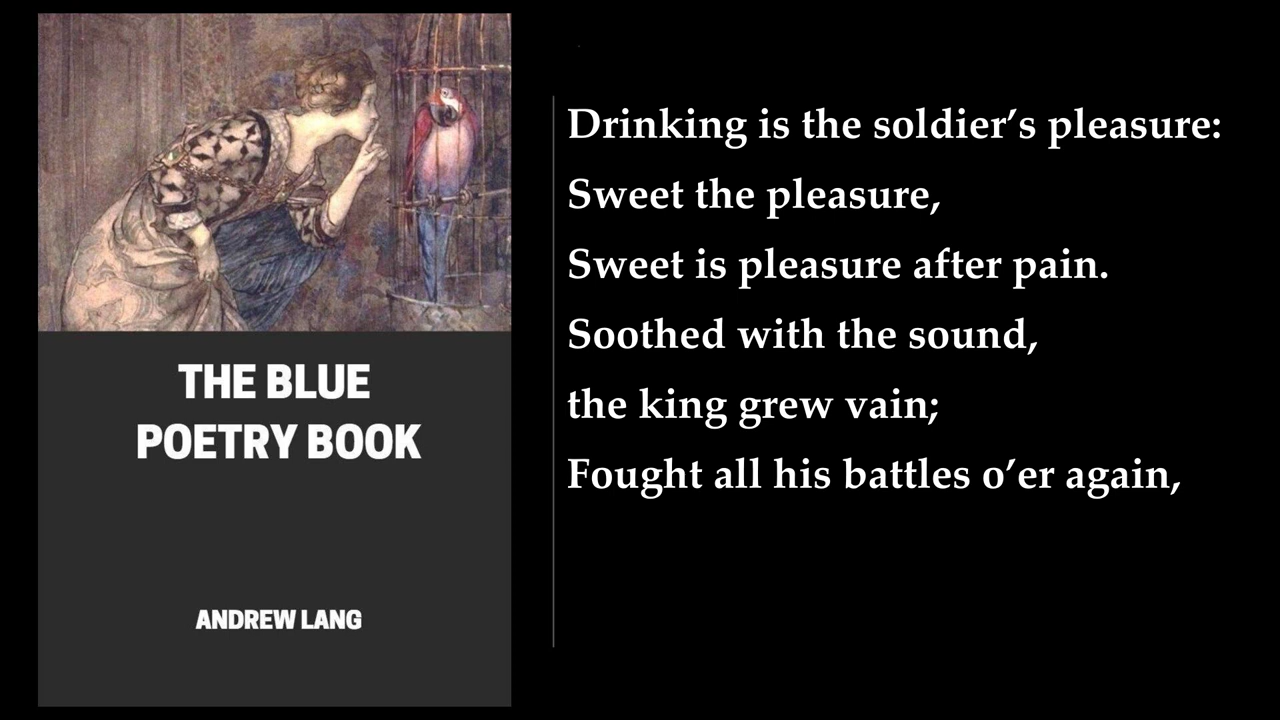 THE BLUE
POETRY BOOK
ANDREW LANG
Drinking is the soldier’s pleasure:
Sweet the pleasure,
Sweet is pleasure after pain.
Soothed with the sound,
the king grew vain;
Fought all his battles o’er again,